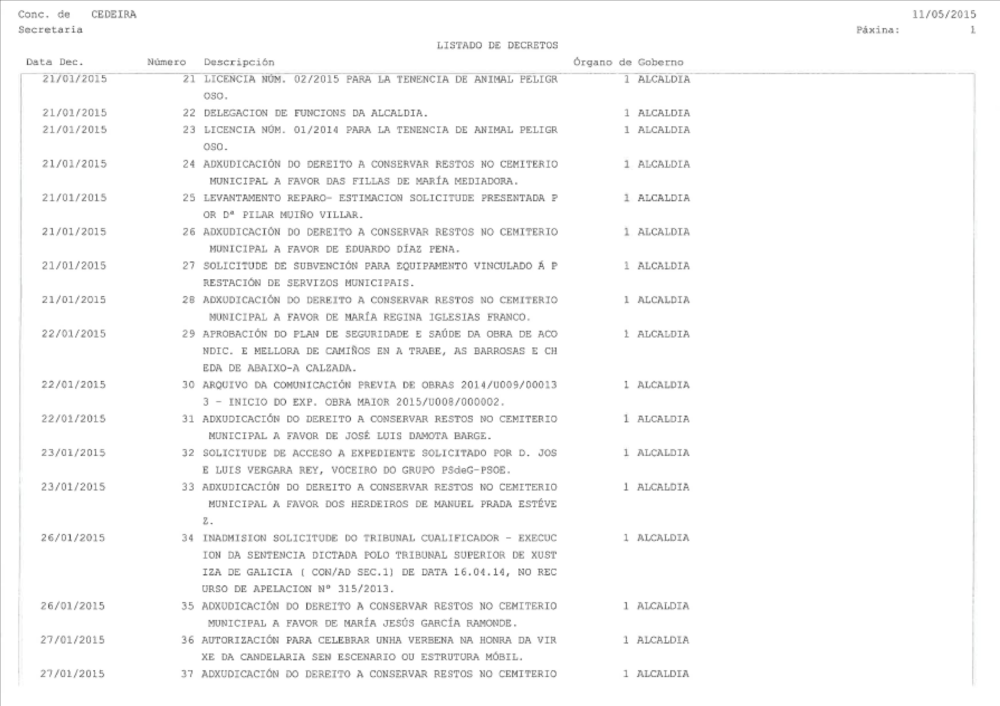 Conc. de CEDEIRA 11/05/2015
Secretaria Páxina: 1
LISTADO DE DECRETOS
Data Dec. Número Descripción Órgano de Goberno
21/01/2015 21 LICENCIA NÚM. 02/2015 PARA LA TENENCIA DE ANIMAL PELIGR 1 ALCALDIA
OSO.
21/01/2015 22 DELEGACION DE FUNCIONS DA ALCALDIA. 1 ALCALDIA
21/01/2015 23 LICENCIA NÚM. 01/2014 PARA LA TENENCIA DE ANIMAL PELIGR 1 ALCALDIA
OSO.
21/01/2015 24 ADXUDICACIÓN DO DEREITO A CONSERVAR RESTOS NO CEMITERIO 1 ALCALDIA
MUNICIPAL A FAVOR DAS FILLAS DE MARÍA MEDIADORA.
21/01/2015 25 LEVANTAMENTO REPARO- ESTIMACION SOLICITUDE PRESENTADA P 1 ALCALDIA
OR Dª PILAR MUIÑO VILLAR.
21/01/2015 26 ADXUDICACIÓN DO DEREITO A CONSERVAR RESTOS NO CEMITERIO 1 ALCALDIA
MUNICIPAL A FAVOR DE EDUARDO DÍAZ PENA.
21/01/2015 27 SOLICITUDE DE SUBVENCIÓN PARA EQUIPAMENTO VINCULADO Á P 1 ALCALDIA
RESTACIÓN DE SERVIZOS MUNICIPAIS.
21/01/2015 28 ADXUDICACIÓN DO DEREITO A CONSERVAR RESTOS NO CEMITERIO 1 ALCALDIA
MUNICIPAL A FAVOR DE MARÍA REGINA IGLESIAS FRANCO.
22/01/2015 29 APROBACIÓN DO PLAN DE SEGURIDADE E SAÚDE DA OBRA DE ACO 1 ALCALDIA
NDIC. E MELLORA DE CAMIÑOS EN A TRABE, AS BARROSAS E CH
EDA DE ABAIXO-A CALZADA.
22/01/2015 30 ARQUIVO DA COMUNICACIÓN PREVIA DE OBRAS 2014/U009/00013 1 ALCALDIA
3 - INICIO DO EXP. OBRA MAIOR 2015/U008/000002.
22/01/2015 31 ADXUDICACIÓN DO DEREITO A CONSERVAR RESTOS NO CEMITERIO 1 ALCALDIA
MUNICIPAL A FAVOR DE JOSÉ LUIS DAMOTA BARGE.
23/01/2015 32 SOLICITUDE DE ACCESO A EXPEDIENTE SOLICITADO POR D. JOS 1 ALCALDIA
E LUIS VERGARA REY, VOCEIRO DO GRUPO PSdeG-PSOE.
23/01/2015 33 ADXUDICACIÓN DO DEREITO A CONSERVAR RESTOS NO CEMITERIO 1 ALCALDIA
MUNICIPAL A FAVOR DOS HERDEIROS DE MANUEL PRADA ESTÉVE
Z.
26/01/2015 34 INADMISION SOLICITUDE DO TRIBUNAL CUALIFICADOR - EXECUC 1 ALCALDIA
ION DA SENTENCIA DICTADA POLO TRIBUNAL SUPERIOR DE XUST
IZA DE GALICIA ( CON/AD SEC.1) DE DATA 16.04.14, NO REC
URSO DE APELACION Nº 315/2013.
26/01/2015 35 ADXUDICACIÓN DO DEREITO A CONSERVAR RESTOS NO CEMITERIO 1 ALCALDIA
MUNICIPAL A FAVOR DE MARÍA JESÚS GARCÍA RAMONDE.
27/01/2015 36 AUTORIZACIÓN PARA CELEBRAR UNHA VERBENA NA HONRA DA VIR 1 ALCALDIA
XE DA CANDELARIA SEN ESCENARIO OU ESTRUTURA MÓBIL.
27/01/2015 37 ADXUDICACIÓN DO DEREITO A CONSERVAR RESTOS NO CEMITERIO 1 ALCALDIA